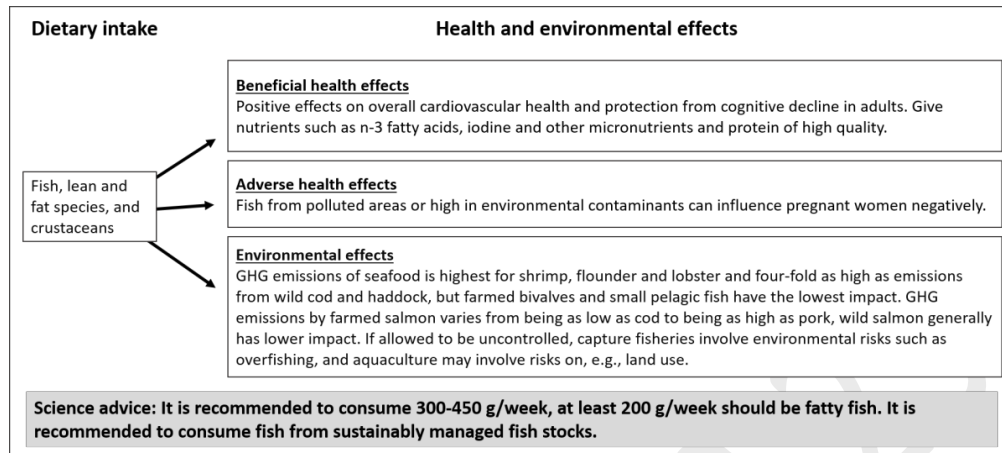 Dietary intake
Health and environmental effects
Beneficial health effects
Positive effects on overall cardiovascular health and protection from cognitive decline in adults. Give
nutrients such as n-3 fatty acids, iodine and other micronutrients and protein of high quality.
Fish, lean and
fat species, and
crustaceans
Adverse health effects
Fish from polluted areas or high in environmental contaminants can influence pregnant women negatively.
Environmental effects
GHG emissions of seafood is highest for shrimp, flounder and lobster and four-fold as high as emissions
from wild cod and haddock, but farmed bivalves and small pelagic fish have the lowest impact. GHG
emissions by farmed salmon varies from being as low as cod to being as high as pork, wild salmon generally
has lower impact. If allowed to be uncontrolled, capture fisheries involve environmental risks such as
overfishing, and aquaculture may involve risks on, e.g., land use.
Science advice: It is recommended to consume 300-450 g/week, at least 200 g/week should be fatty fish. It is
recommended to consume fish from sustainably managed fish stocks.